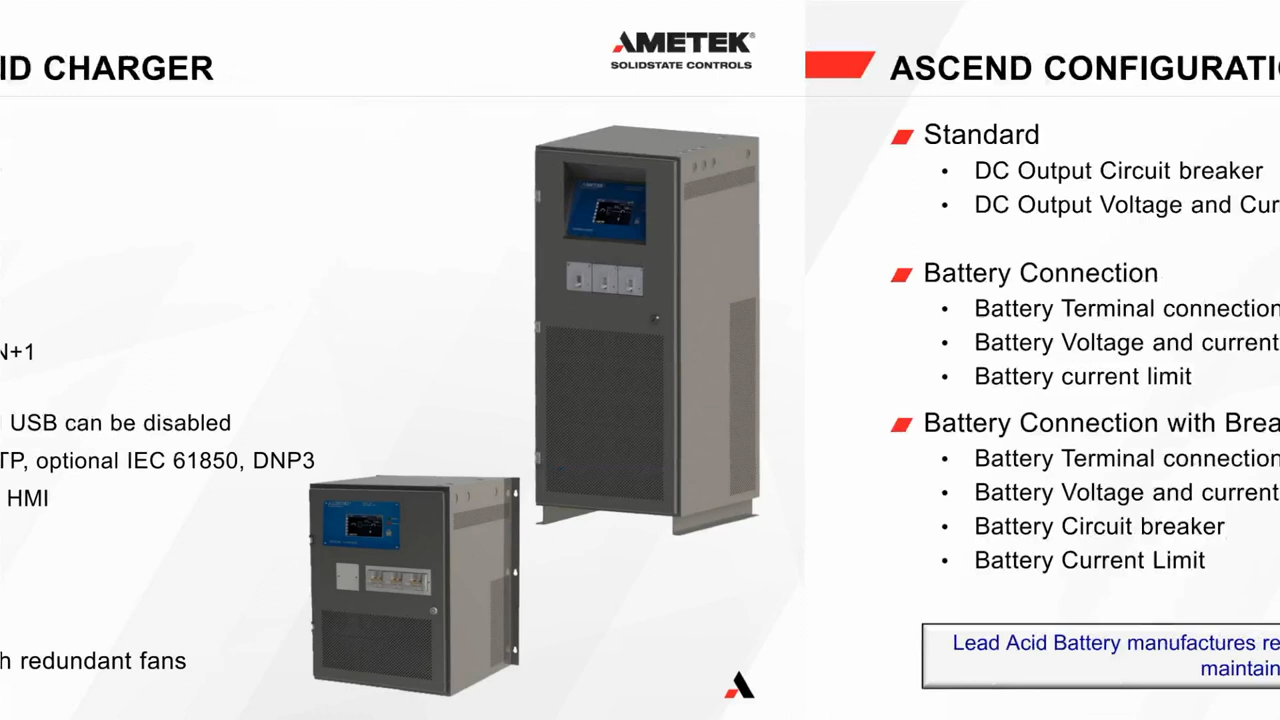 ID CHARGER
AMETEK®
SOLIDSTATE CONTROLS
N+1
USB can be disabled
TP, optional IEC 61850, DNP3
HMI
h redundant fans
ASCEND CONFIGURATI
Standard
• DC Output Circuit breaker
• DC Output Voltage and Cur
Battery Connection
• Battery Terminal connection
• Battery Voltage and current
• Battery current limit
Battery Connection with Brea
• Battery Terminal connection
• Battery Voltage and current
• Battery Circuit breaker
• Battery Current Limit
Lead Acid Battery manufactures re
maintain